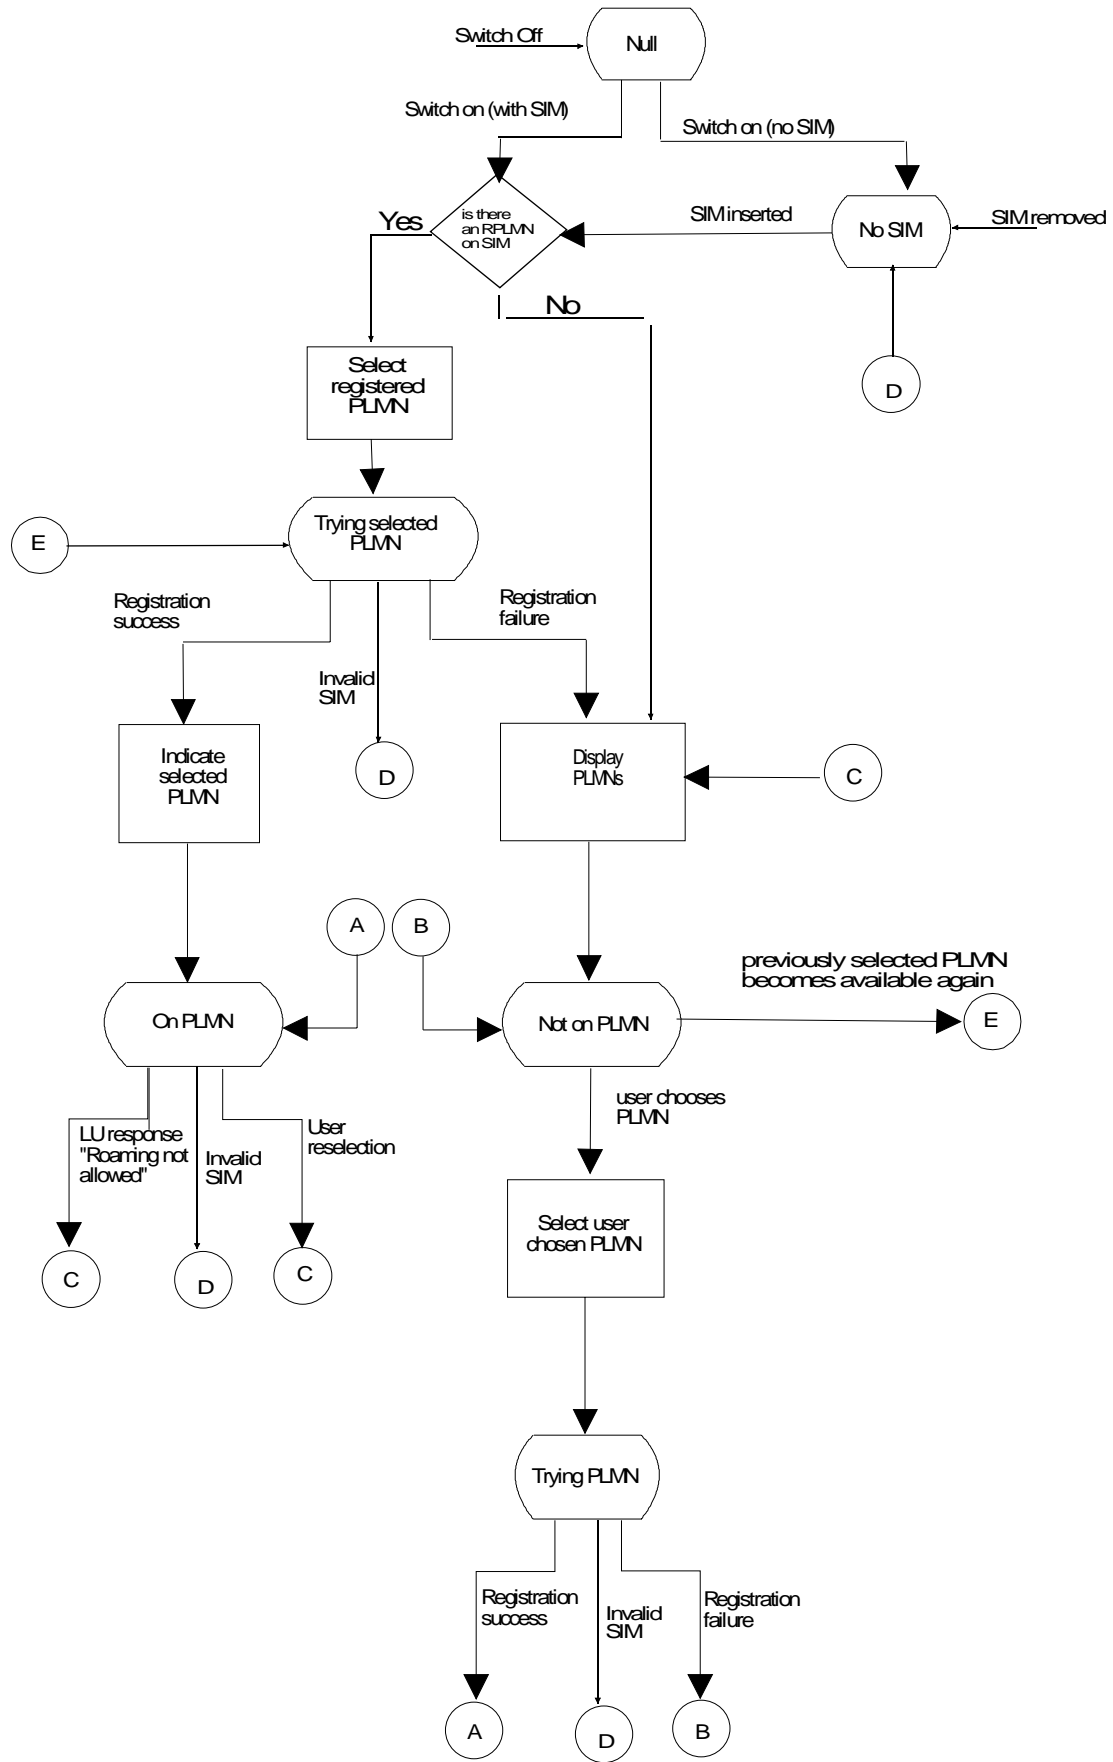 Switch Off
Null
Switch on (with SIM)
Switch on (no SIM)
is there
an RPLMN
on SIM
Yes
SIM inserted
No SIM
SIM removed
No
D
Select
registered
PLMN
Trying selected
PLMN
E
Registration
success
Invalid
SIM
Registration
failure
Indicate
selected
PLMN
D
Display
PLMNs
C
A
B
previously selected PLMN
becomes available again
On PLMN
Not on PLMN
E
LU response
"Roaming not
allowed"
Invalid
SIM
User
reselection
user chooses
PLMN
C
D
C
Select user
chosen PLMN
Trying PLMN
Registration
success
Invalid
SIM
Registration
failure
A
D
B